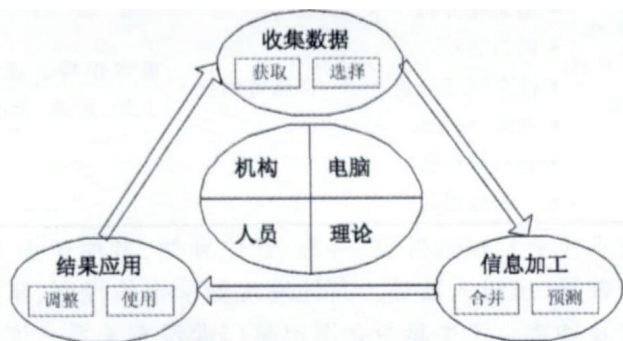 收集数据
获取 选择
机构 电脑
人员 理论
结果应用
调整 使用
信息加工
合并 预测